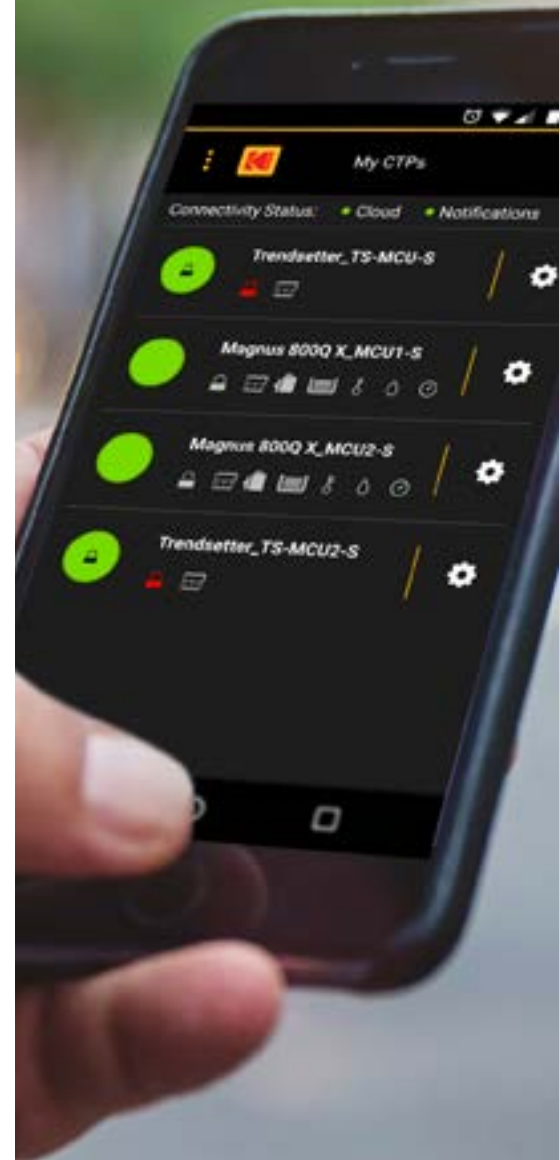 My CTPs
Connectivity Status: Cloud Notifications
Trendsetter_TS-MCU-S
Magnus 800Q X_MCU1-S
Magnus 800Q X_MCU2-S
Trendsetter_TS-MCU2-S